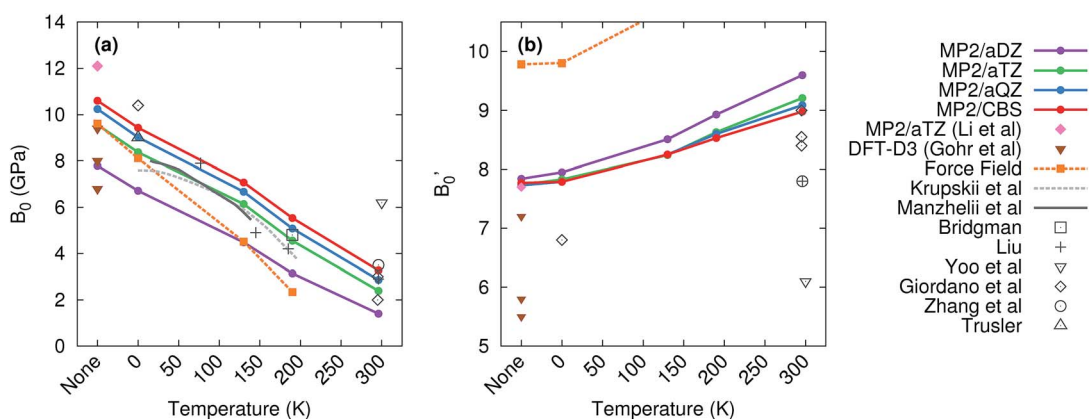 14
12
10
8
6
4
2
0
B0 (GPa)
(a)
None
0
50
100
150
200
250
300
Temperature (K)
10
9
8
7
6
5
B0'
(b)
None
0
50
100
150
200
250
300
Temperature (K)
MP2/aDZ
MP2/aTZ
MP2/aQZ
MP2/CBS
MP2/aTZ (Li et al)
DFT-D3 (Gohr et al)
Force Field
Krupskii et al
Manzhelii et al
Bridgman
Liu
Yoo et al
Giordano et al
Zhang et al
Trusler